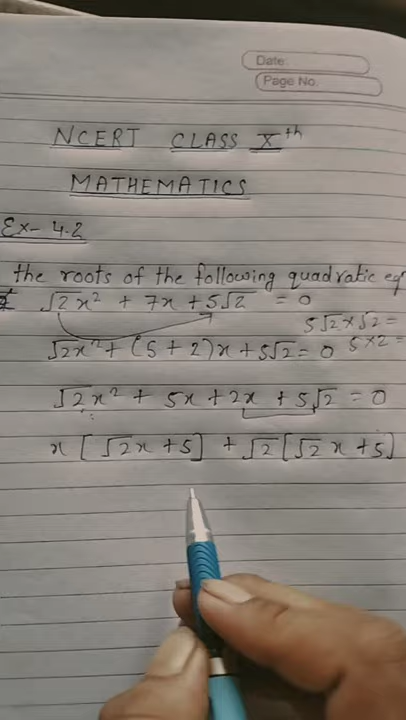 Date:
Page No.
NCERT CLASS Xth
MATHEMATICS
Ex- 4.2
the roots of the following quadratic eq
√2x² + 7x + 5√2 = 0
5√2×√2 =
√2x² + (5 + 2)x + 5√2 = 0
5×2 =
√2x² + 5x + 2x + 5√2 = 0
x [√2x + 5] + √2 [√2x + 5]